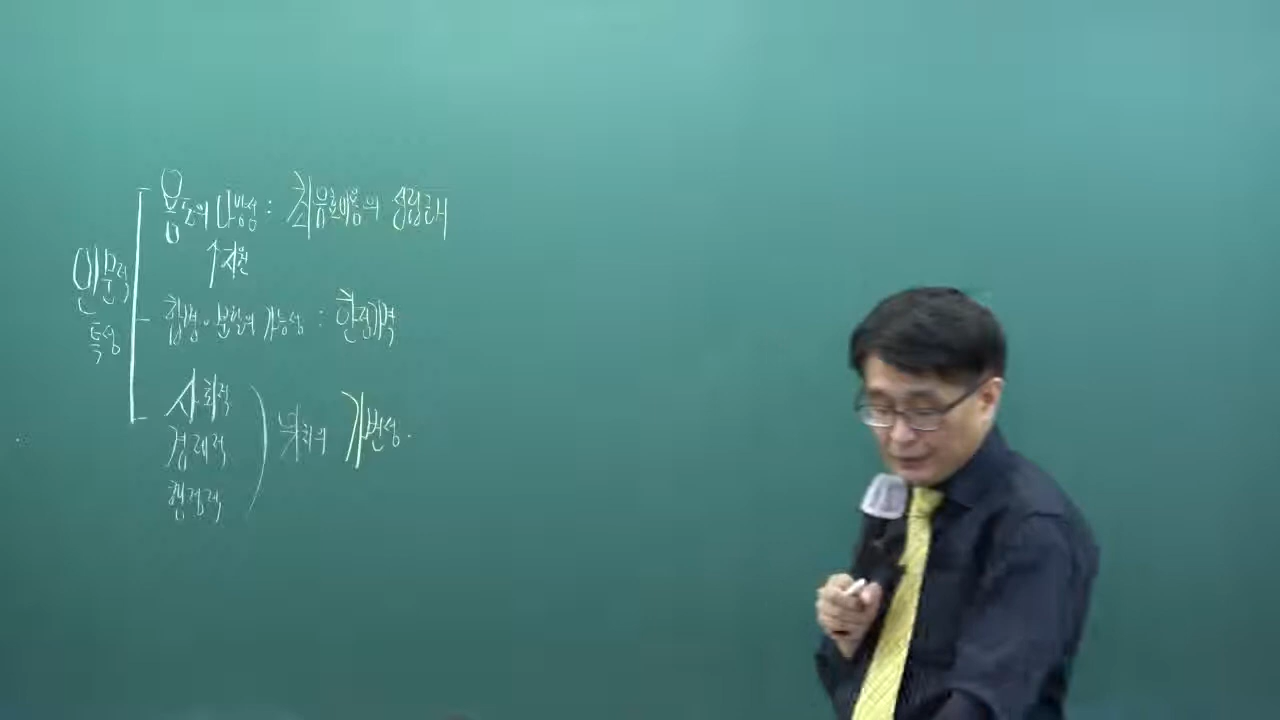 용도의 다양성 : 최유효이용의 성립근거
↑지원
인문적
특성
합병·분할의 가능성 : 한정가격
사회적
경제적
행정적
위치의 가변성.